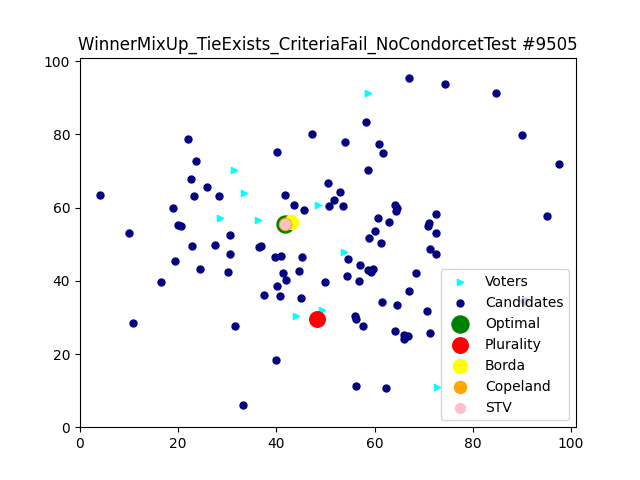 WinnerMixUp_TieExists_CriteriaFail_NoCondorcetTest #9505
100
80
60
40
20
0
0 20 40 60 80 100
Voters
Candidates
Optimal
Plurality
Borda
Copeland
STV